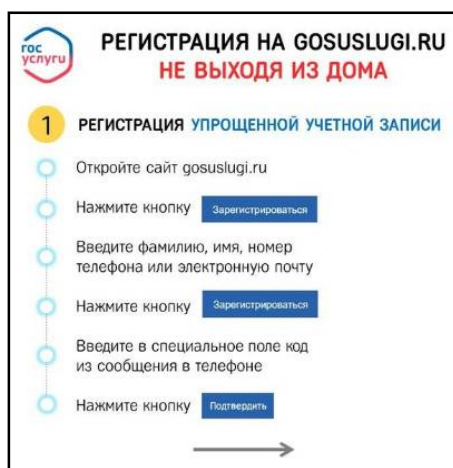 гос
услуги
РЕГИСТРАЦИЯ НА GOSUSLUGI.RU
НЕ ВЫХОДЯ ИЗ ДОМА
1 РЕГИСТРАЦИЯ УПРОЩЕННОЙ УЧЕТНОЙ ЗАПИСИ
Откройте сайт gosuslugi.ru
Нажмите кнопку Зарегистрироваться
Введите фамилию, имя, номер
телефона или электронную почту
Нажмите кнопку Зарегистрироваться
Введите в специальное поле код
из сообщения в телефоне
Нажмите кнопку Подтвердить